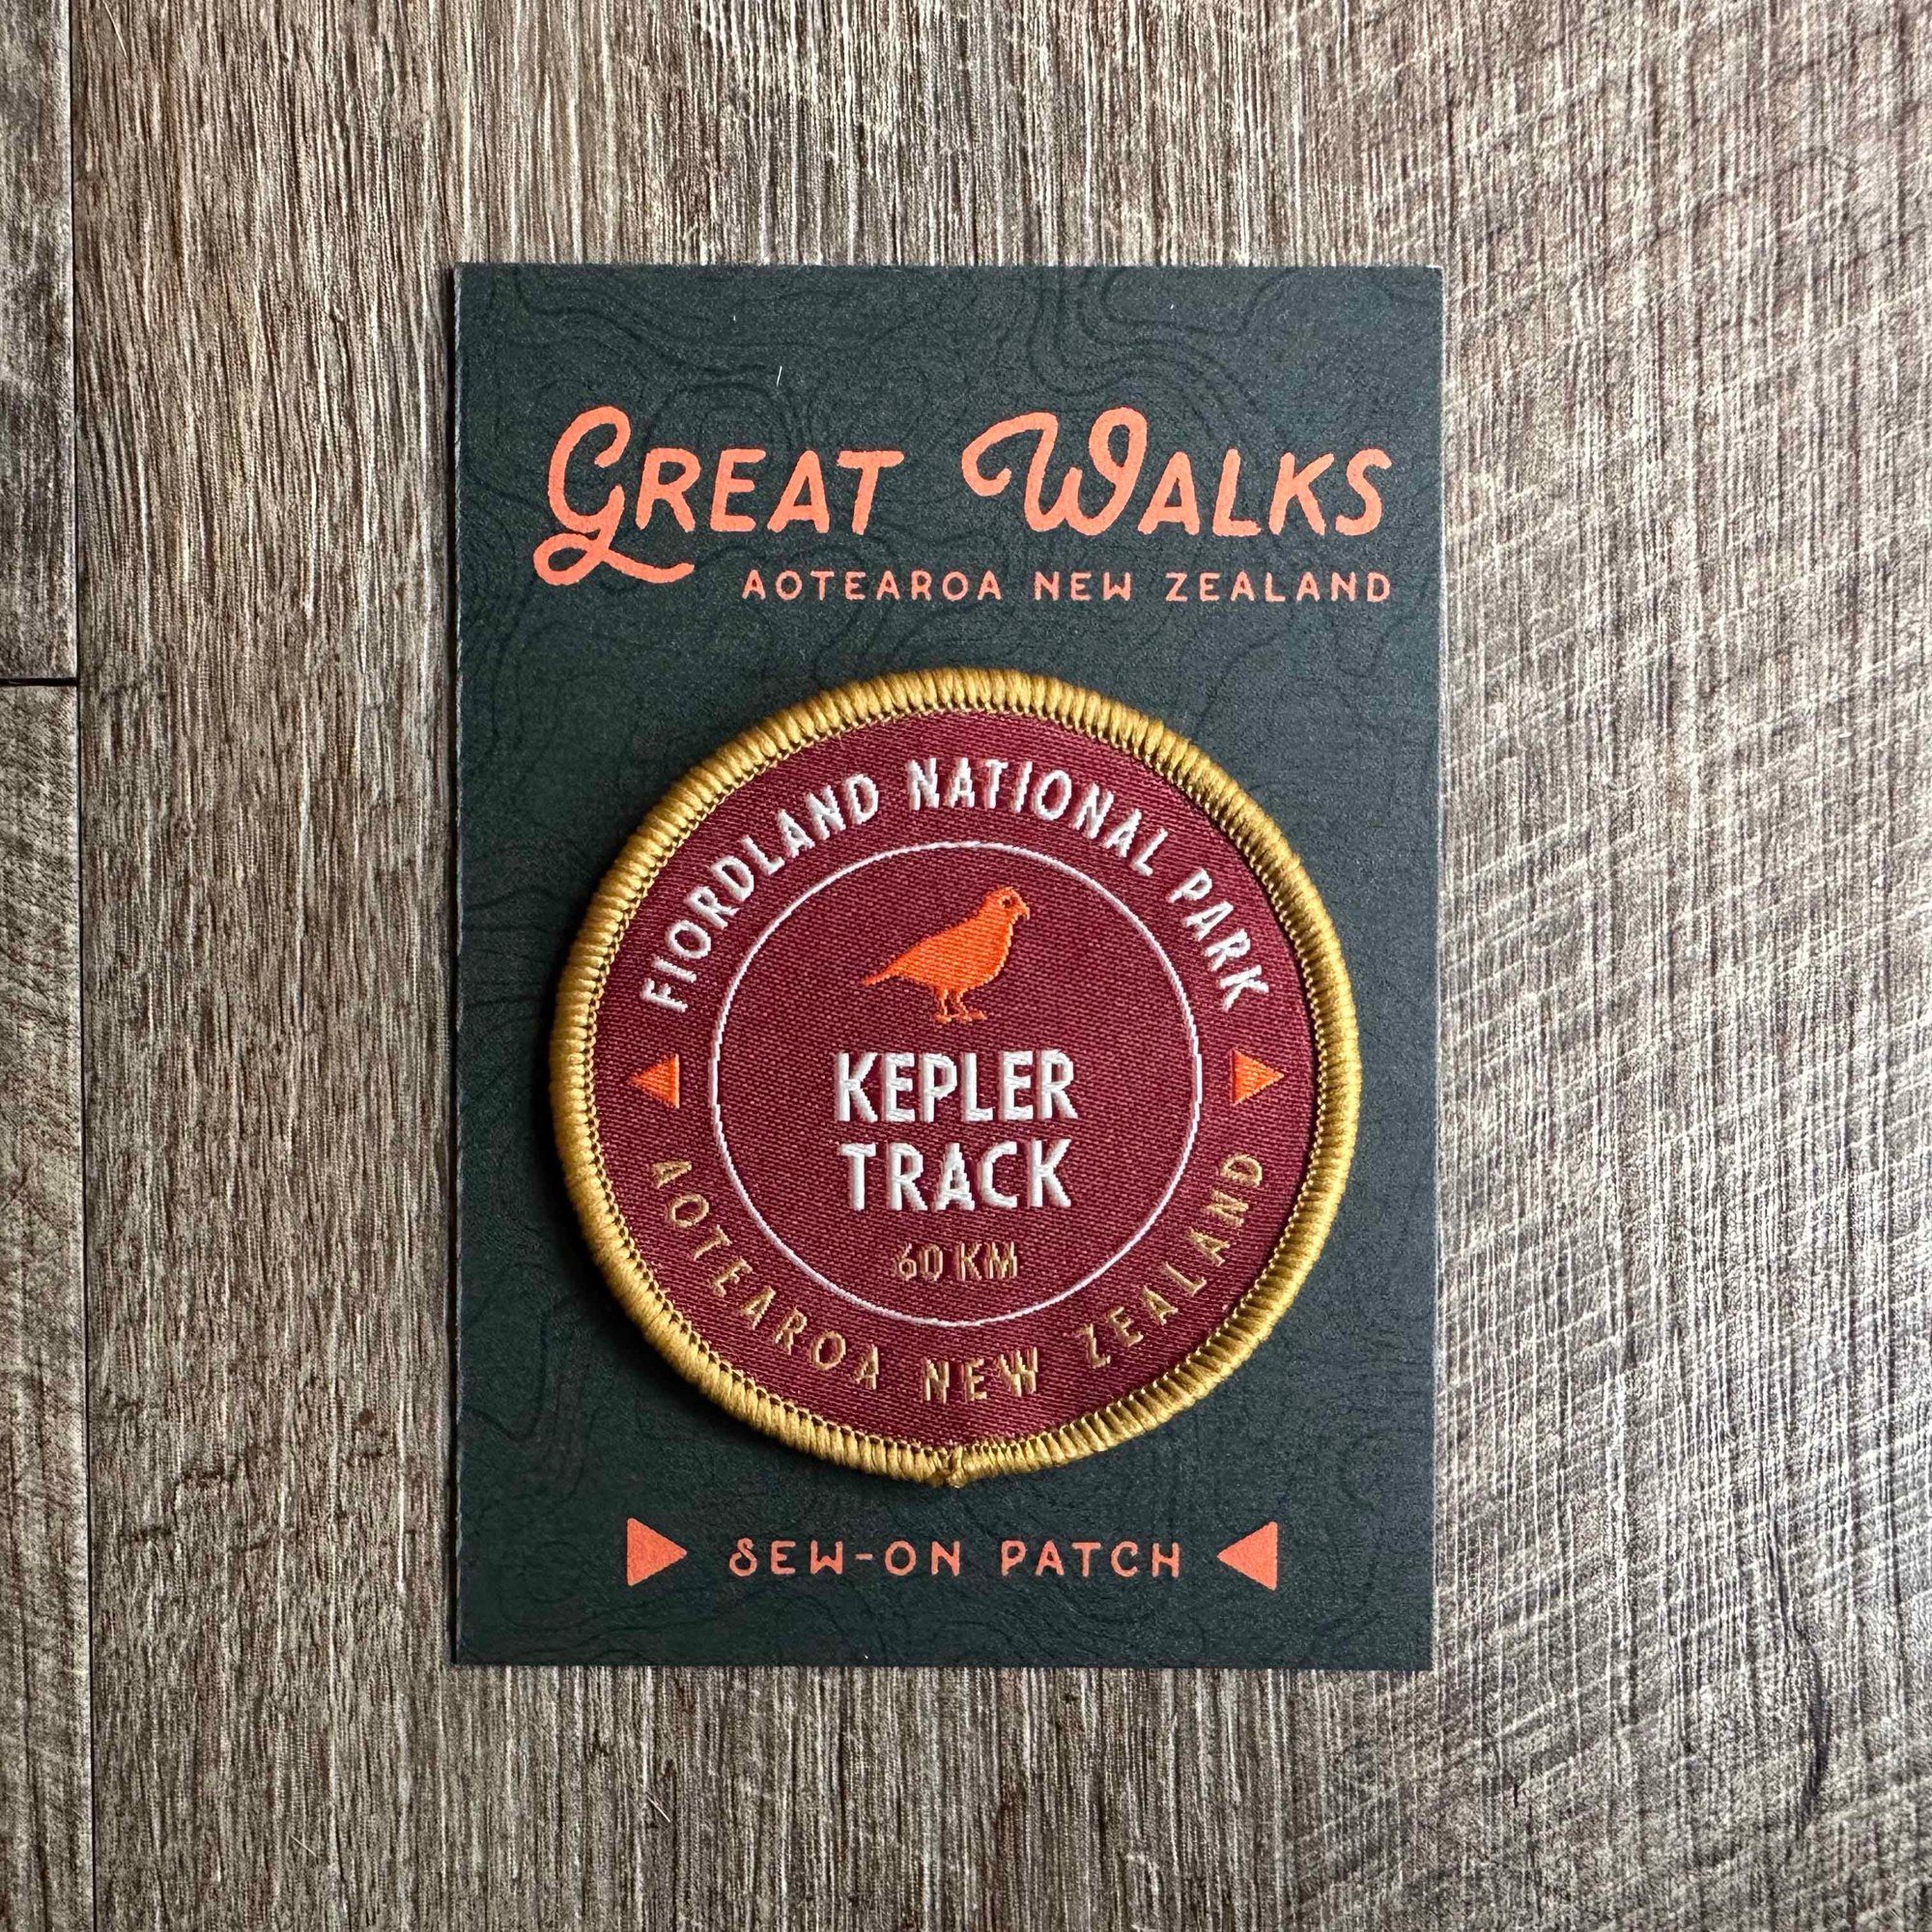 GREAT WALKS
AOTEAROA NEW ZEALAND
FIORDLAND NATIONAL PARK
KEPLER
TRACK
60 KM
AOTEAROA NEW ZEALAND
SEW-ON PATCH